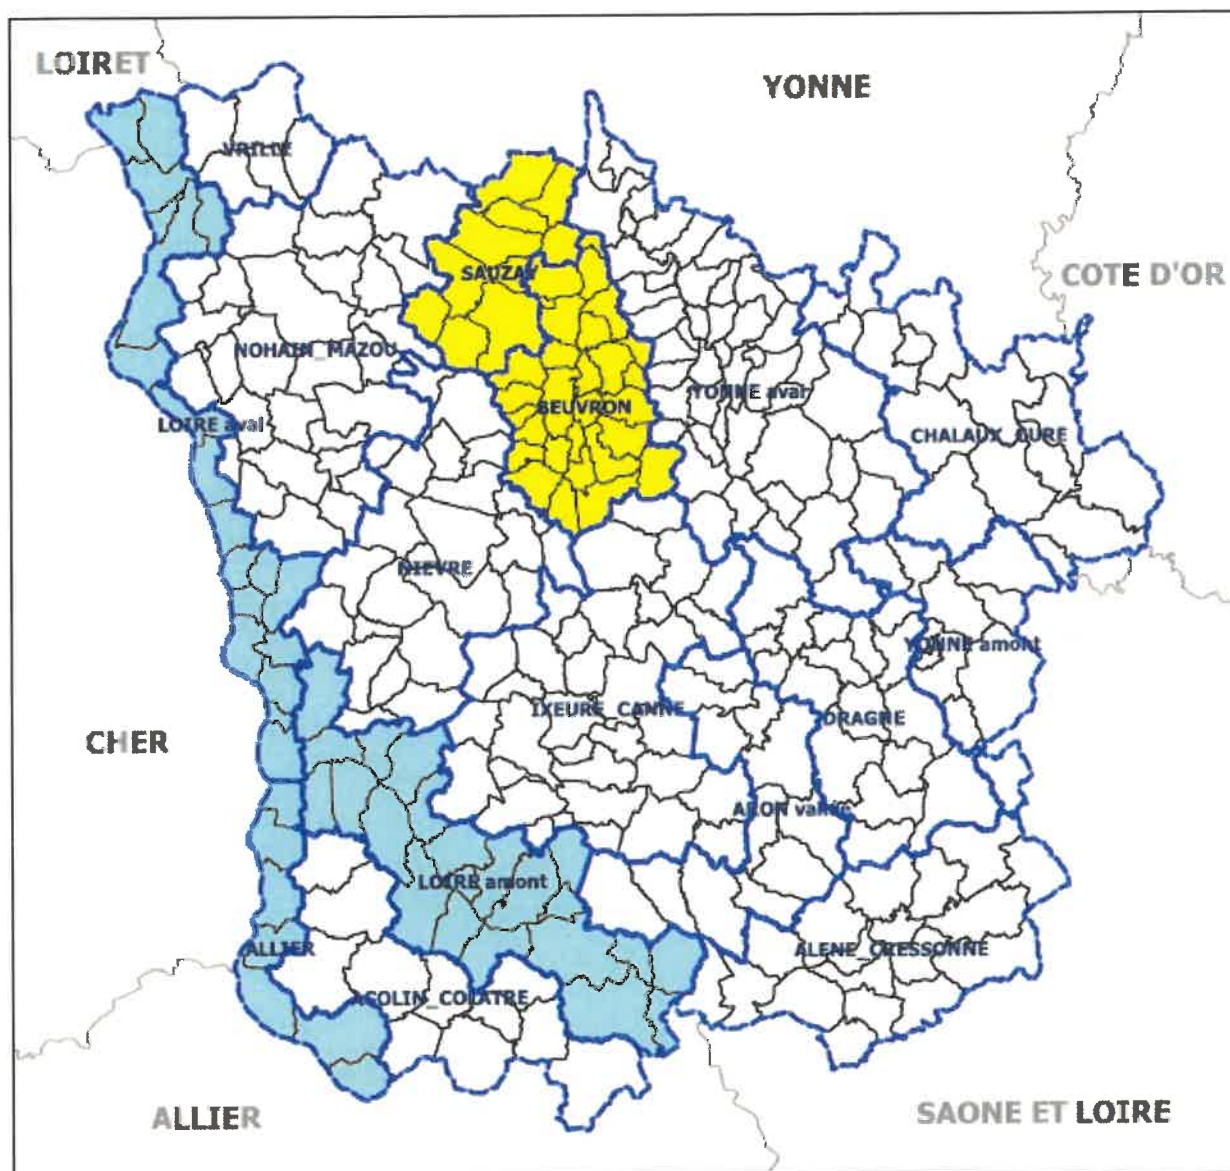 LOIRET
YONNE
VRILLE
SAUZAY
COTE D'OR
NOHAIN_MAZOU
YONNE aval
BEUVRON
LOIRE aval
CHALAUX_CURE
NIEVRE
YONNE amont
IXEURE_CANNE
DRAGNE
CHER
ARON vallée
LOIRE amont
ALLIER
ALENE_CRESSONNE
ACOLIN_COLATRE
ALLIER
SAONE ET LOIRE